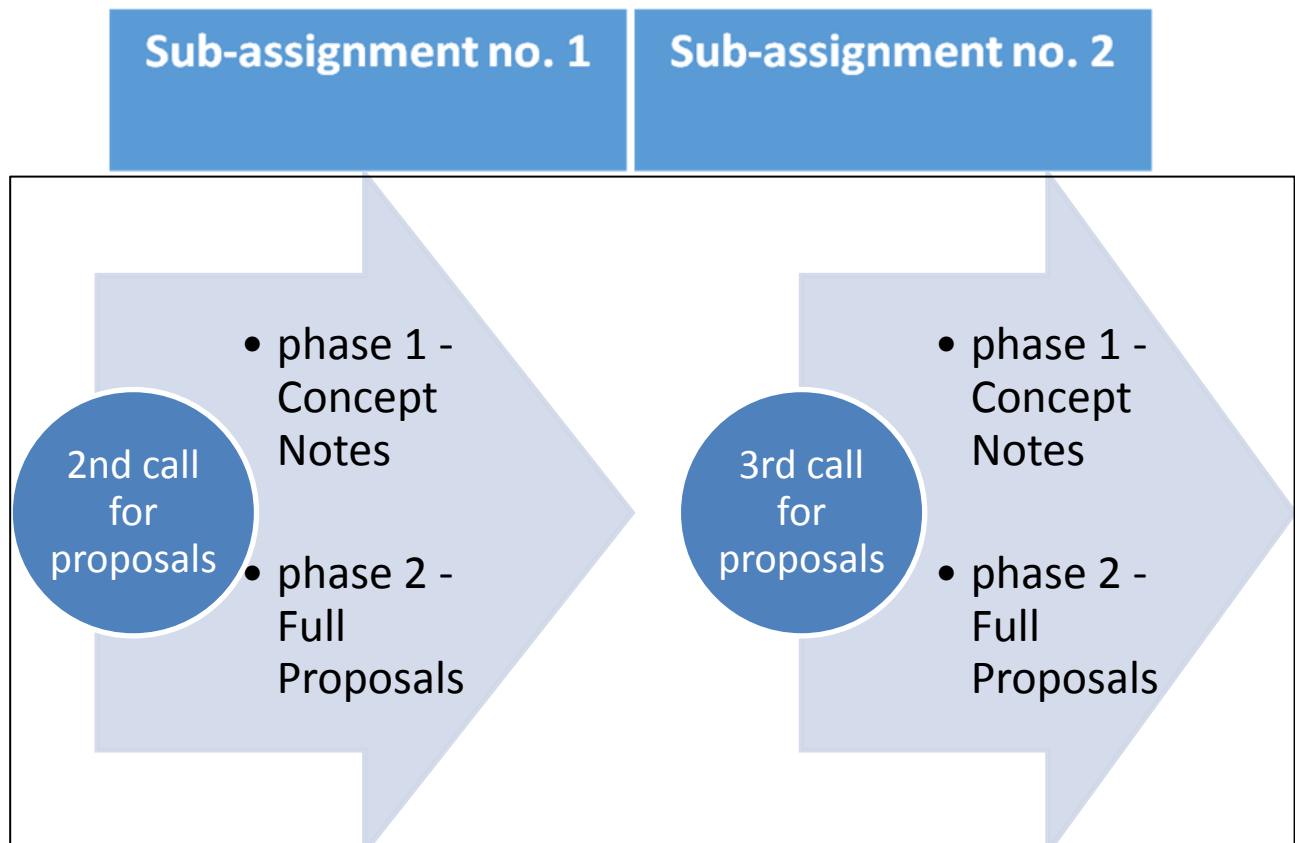 Sub-assignment no. 1
Sub-assignment no. 2
2nd call
for
proposals
• phase 1 -
Concept
Notes
• phase 2 -
Full
Proposals
3rd call
for
proposals
• phase 1 -
Concept
Notes
• phase 2 -
Full
Proposals